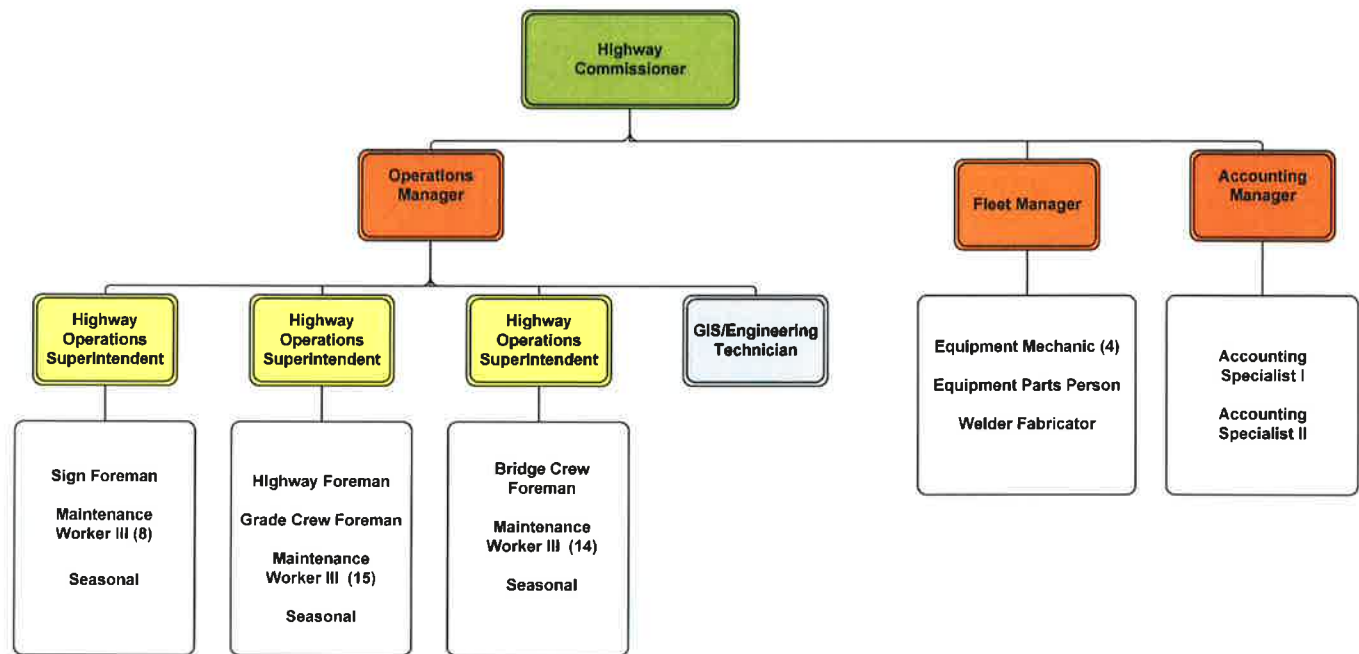 Highway
Commissioner
Operations
Manager
Fleet Manager
Accounting
Manager
Highway
Operations
Superintendent
Highway
Operations
Superintendent
Highway
Operations
Superintendent
GIS/Engineering
Technician
Sign Foreman
Maintenance
Worker III (8)
Seasonal
Highway Foreman
Grade Crew Foreman
Maintenance
Worker III (15)
Seasonal
Bridge Crew
Foreman
Maintenance
Worker III (14)
Seasonal
Equipment Mechanic (4)
Equipment Parts Person
Welder Fabricator
Accounting
Specialist I
Accounting
Specialist II